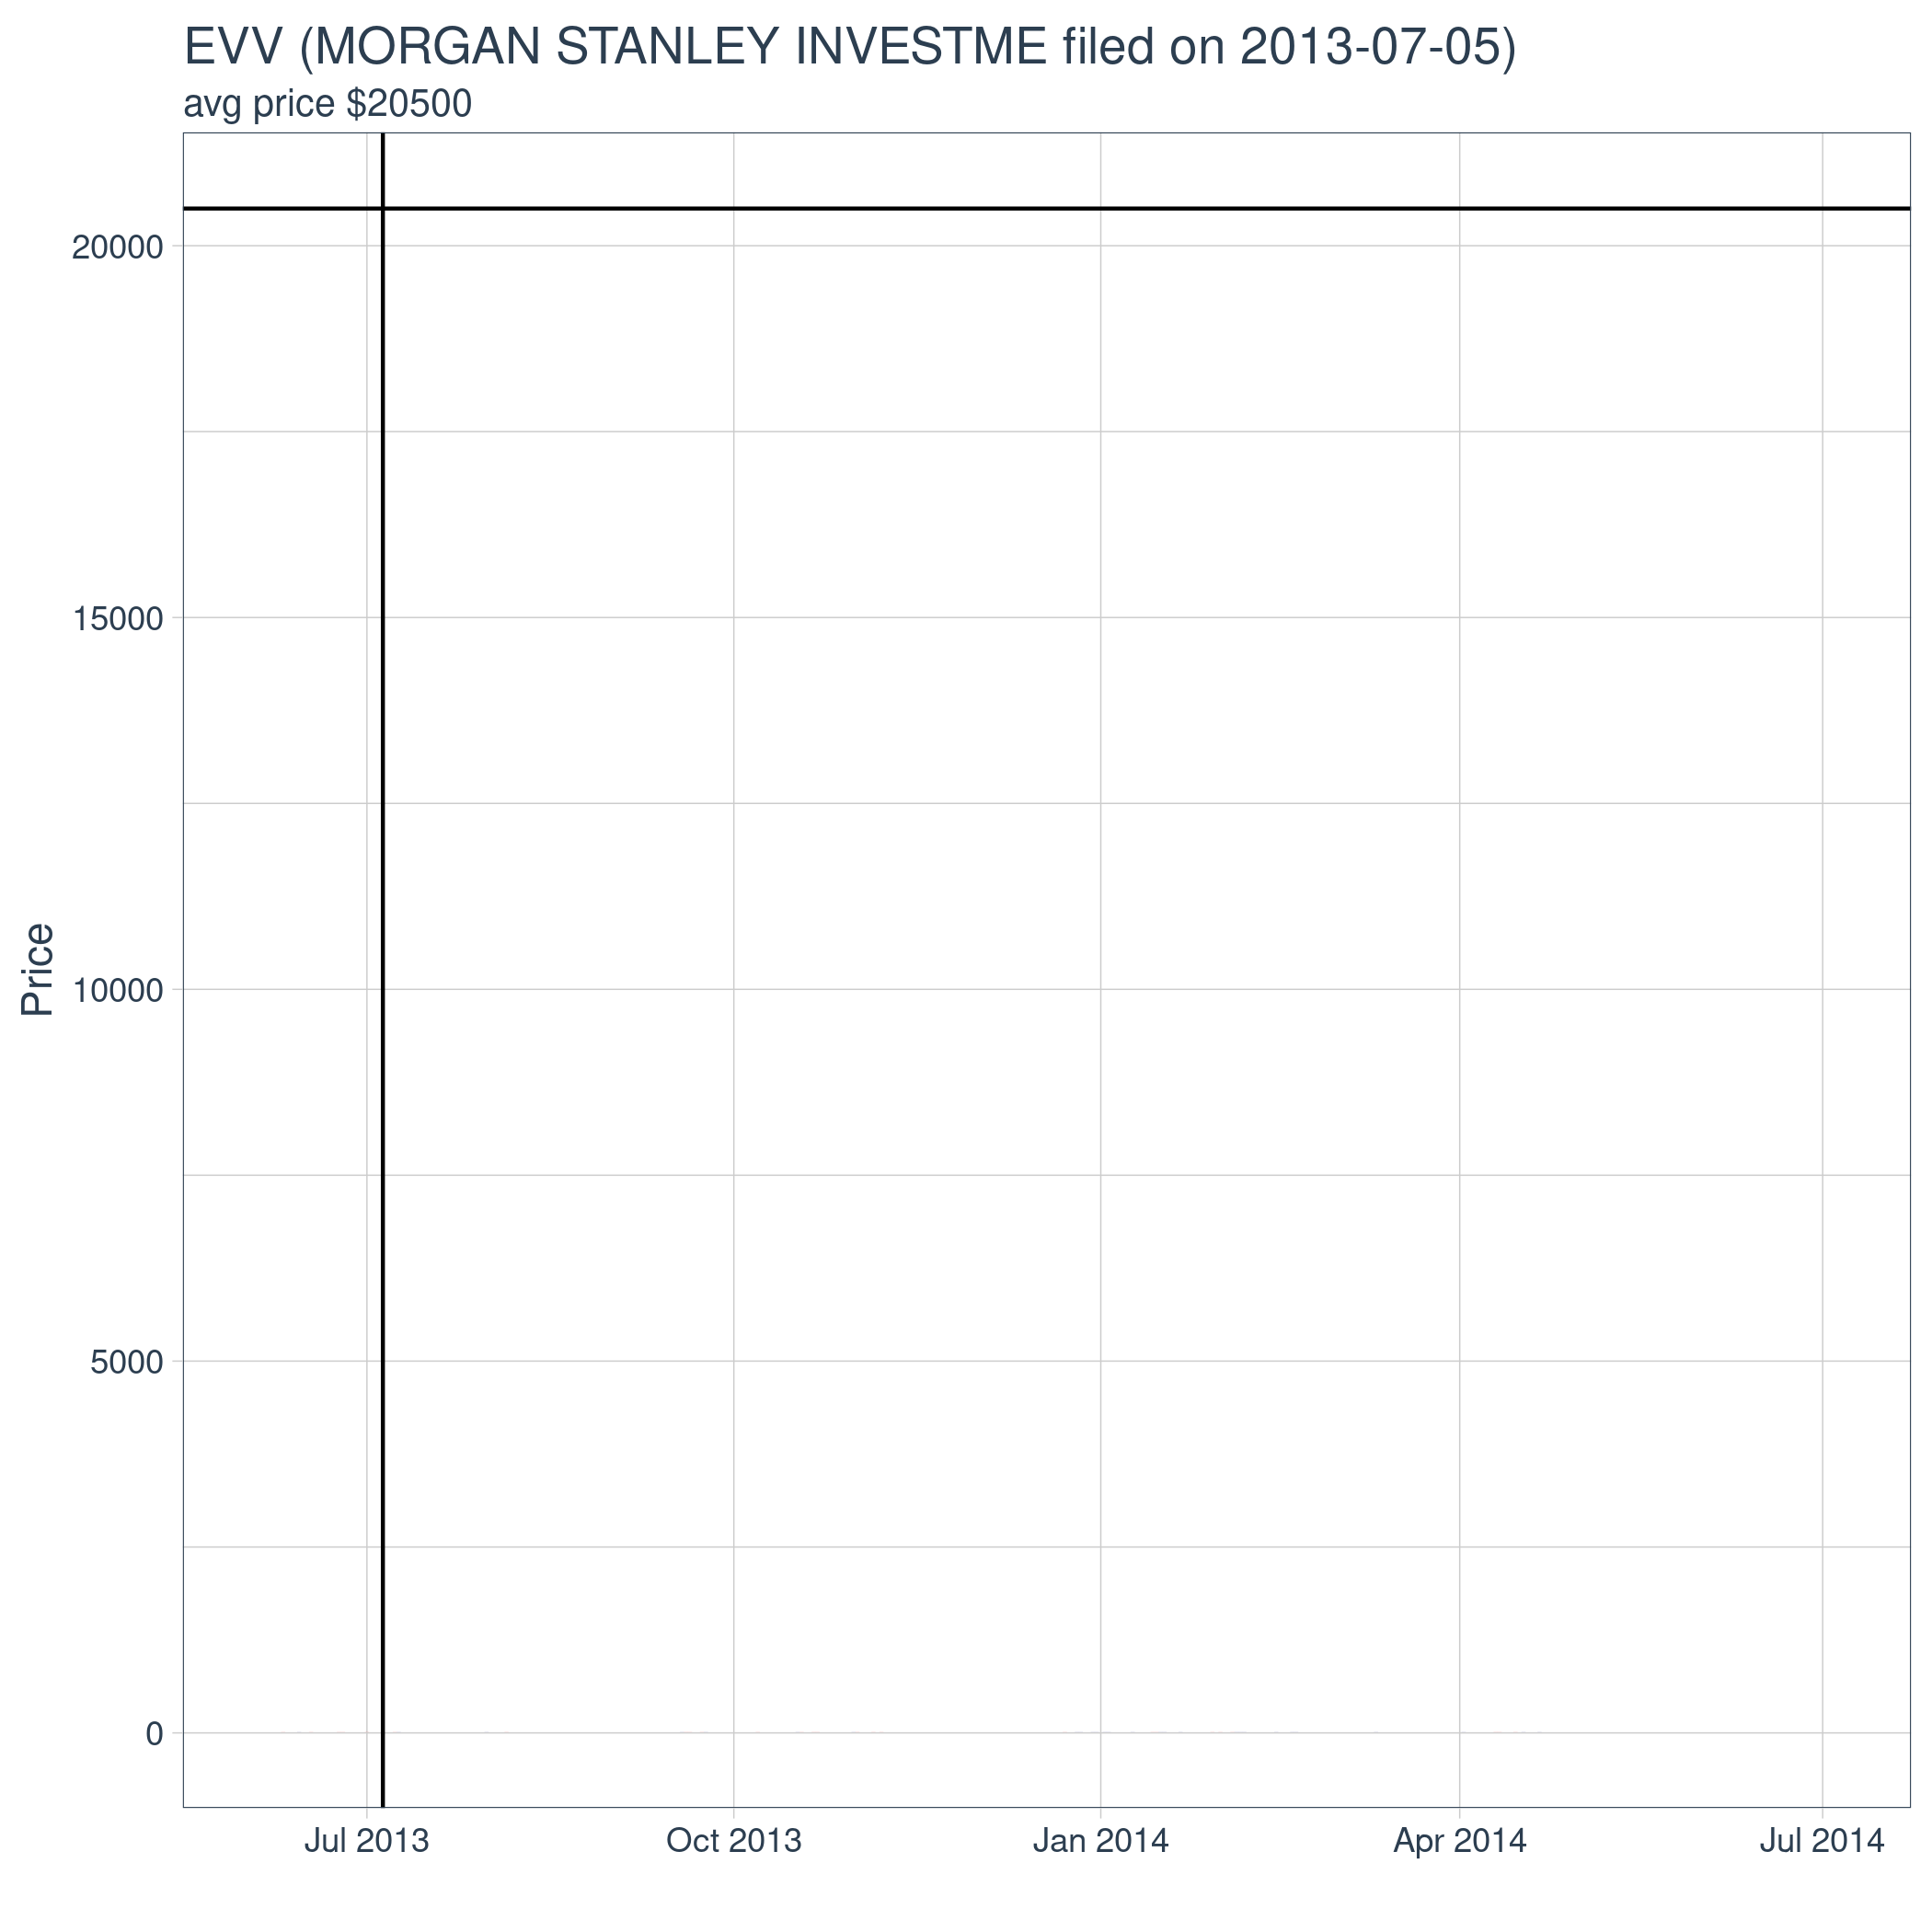 EVV (MORGAN STANLEY INVESTME filed on 2013-07-05)
avg price $20500
Price
20000
15000
10000
5000
0
Jul 2013 Oct 2013 Jan 2014 Apr 2014 Jul 2014